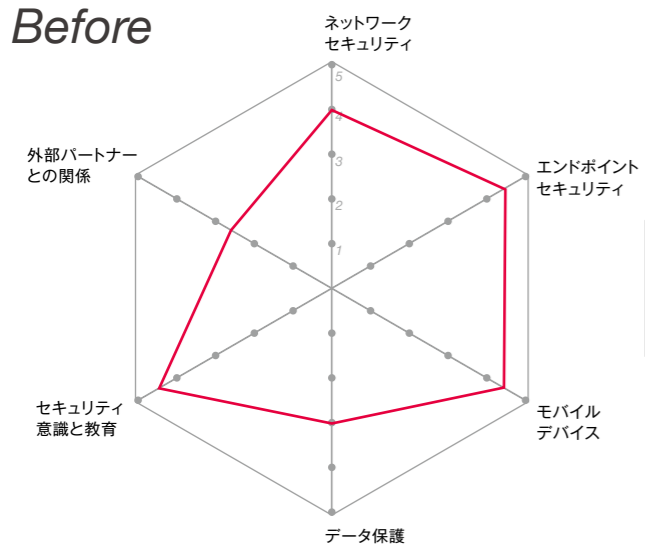 Before
ネットワーク
セキュリティ
5
4
3
2
1
外部パートナー
との関係
エンドポイント
セキュリティ
セキュリティ
意識と教育
モバイル
デバイス
データ保護